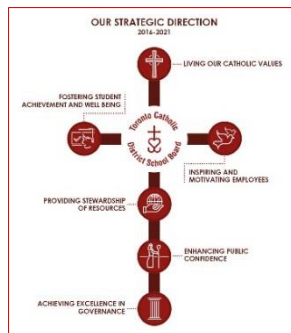 OUR STRATEGIC DIRECTION
2016-2021
LIVING OUR CATHOLIC VALUES
FOSTERING STUDENT
ACHIEVEMENT AND WELL BEING
Toronto Catholic
District School Board
INSPIRING AND
MOTIVATING EMPLOYEES
PROVIDING STEWARDSHIP
OF RESOURCES
ENHANCING PUBLIC
CONFIDENCE
ACHIEVING EXCELLENCE IN
GOVERNANCE